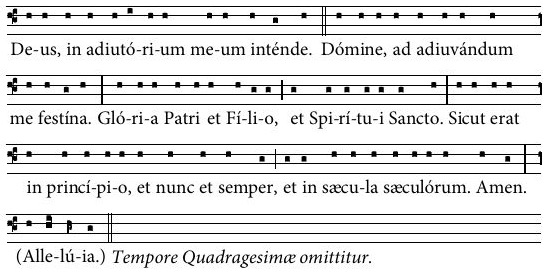 De-us, in adiutó-ri-um me-um inténde. Dómine, ad adiuvándum
me festína. Gló-ri-a Patri et Fí-li-o, et Spi-rí-tu-i Sancto. Sicut erat
in princí-pi-o, et nunc et semper, et in sæcu-la sæculórum. Amen.
(Alle-lú-ia.) Tempore Quadragesimæ omittitur.